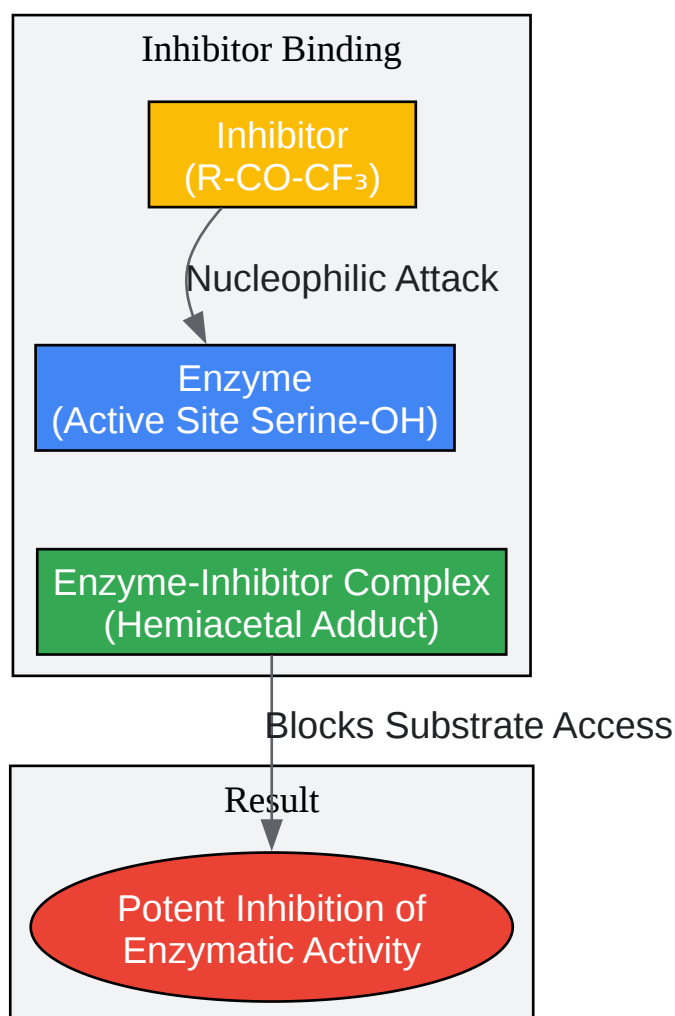 Inhibitor Binding
Inhibitor
(R-CO-CF₃)
Nucleophilic Attack
Enzyme
(Active Site Serine-OH)
Enzyme-Inhibitor Complex
(Hemiacetal Adduct)
Blocks Substrate Access
Result
Potent Inhibition of
Enzymatic Activity